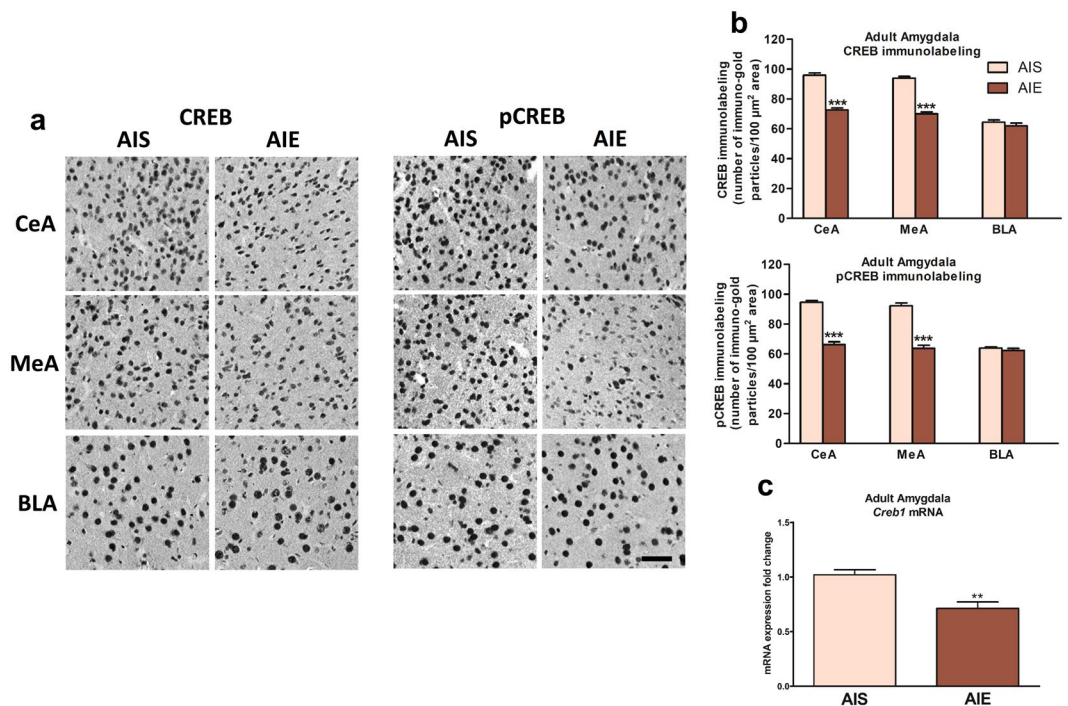 a
CREB
pCREB
AIS
AIE
AIS
AIE
CeA
MeA
BLA
b
Adult Amygdala
CREB immunolabeling
CREB immunolabeling
(number of immuno-gold
particles/100 µm² area)
120
100
80
60
40
20
0
AIS
AIE
***
***
CeA
MeA
BLA
Adult Amygdala
pCREB immunolabeling
pCREB immunolabeling
(number of immuno-gold
particles/100 µm² area)
120
100
80
60
40
20
0
***
***
CeA
MeA
BLA
c
Adult Amygdala
Creb1 mRNA
mRNA expression fold change
1.5
1.0
0.5
0.0
**
AIS
AIE